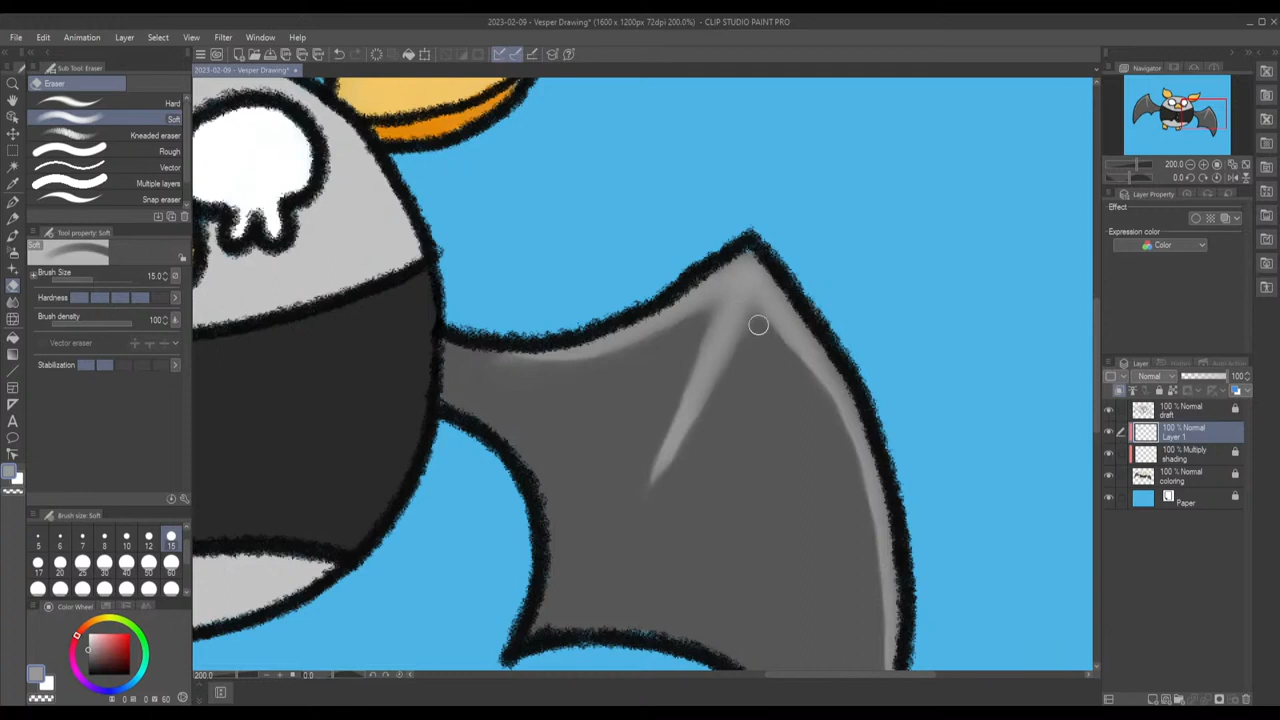 2023-02-09 - Vesper Drawing* (1600 x 1200px 72dpi 200.0%) - CLIP STUDIO PAINT PRO
File Edit Animation Layer Select View Filter Window Help
Sub Tool: Eraser
2023-02-09 - Vesper Drawing*
Navigator
Eraser
Hard
Soft
Kneaded eraser
Rough
Vector
Multiple layers
Snap eraser
200.0
0.0
Layer Property
Effect
Tool property: Soft
Expression color
Soft
Color
Brush Size 15.0
Hardness
Brush density 100
Vector eraser
Stabilization
Layer
Normal 100
100 % Normal
draft
100 % Normal
Layer 1
100 % Multiply
shading
100 % Normal
coloring
Paper
Brush size: Soft
5 6 7 8 10 12 15
17 20 25 30 40 50 60
Color Wheel
200.0 0.0
0 0 60